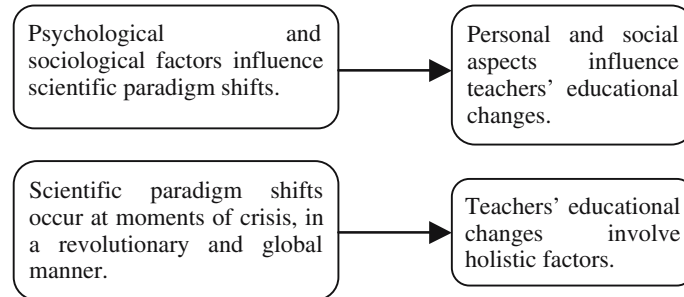 Psychological and
sociological factors influence
scientific paradigm shifts.
Personal and social
aspects influence
teachers' educational
changes.
Scientific paradigm shifts
occur at moments of crisis, in
a revolutionary and global
manner.
Teachers' educational
changes involve
holistic factors.